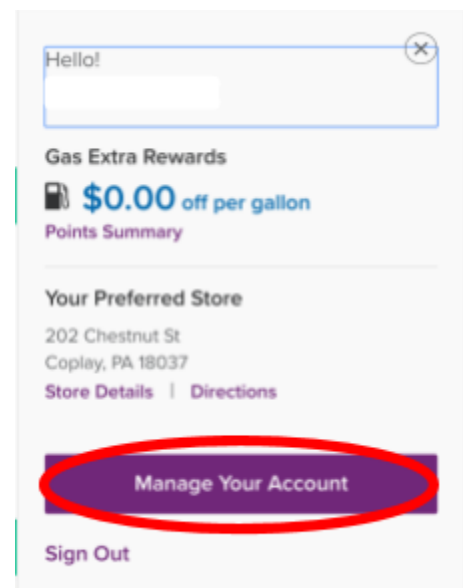 Hello!
Gas Extra Rewards
$0.00 off per gallon
Points Summary
Your Preferred Store
202 Chestnut St
Coplay, PA 18037
Store Details | Directions
Manage Your Account
Sign Out